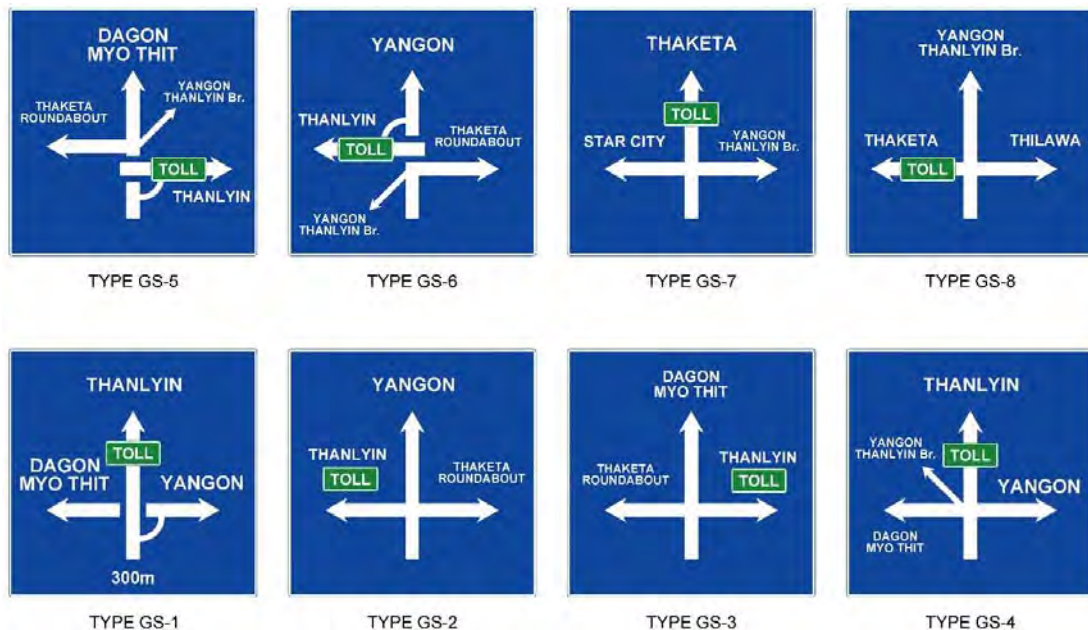 DAGON
MYO THIT
THAKETA
ROUNDABOUT
YANGON
THANLYIN Br.
TOLL
THANLYIN
TYPE GS-5
YANGON
THANLYIN
TOLL
THAKETA
ROUNDABOUT
YANGON
THANLYIN Br.
TYPE GS-6
THAKETA
TOLL
STAR CITY
YANGON
THANLYIN Br.
TYPE GS-7
YANGON
THANLYIN Br.
THAKETA
TOLL
THILAWA
TYPE GS-8
THANLYIN
TOLL
DAGON
MYO THIT
YANGON
300m
TYPE GS-1
YANGON
THANLYIN
TOLL
THAKETA
ROUNDABOUT
TYPE GS-2
DAGON
MYO THIT
THAKETA
ROUNDABOUT
THANLYIN
TOLL
TYPE GS-3
THANLYIN
YANGON
THANLYIN Br.
TOLL
YANGON
DAGON
MYO THIT
TYPE GS-4